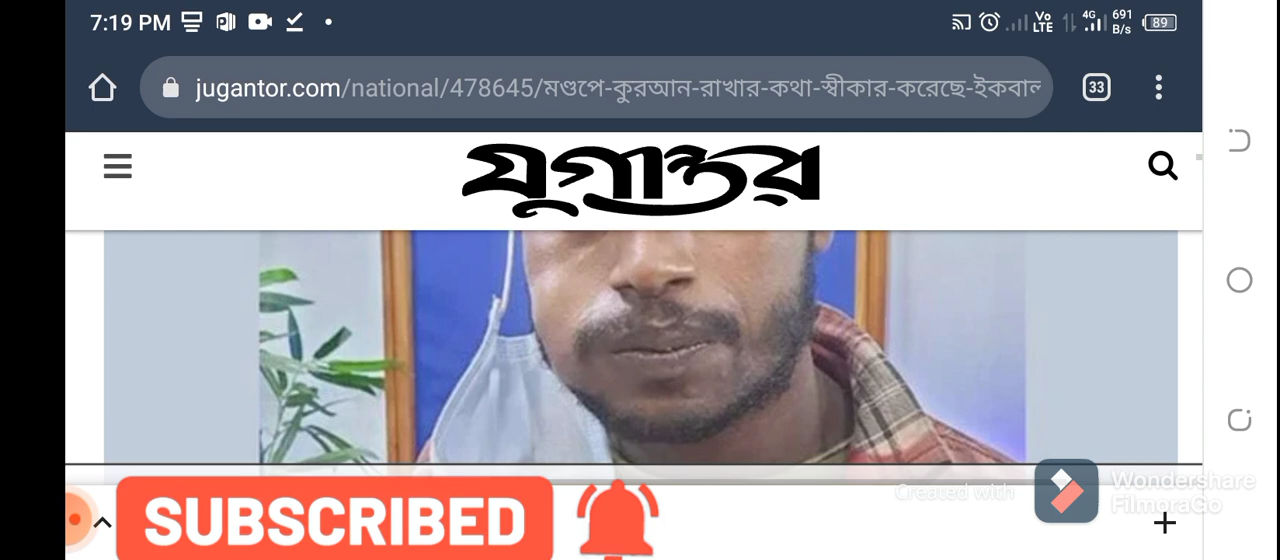 7:19 PM
Vo LTE 4G 691 B/s 89
jugantor.com/national/478645/মণ্ডপে-কুরআন-রাখার-কথা-স্বীকার-করেছে-ইকবাল
33
যুগান্তর
SUBSCRIBED
Created with
Wondershare
FilmoraGo